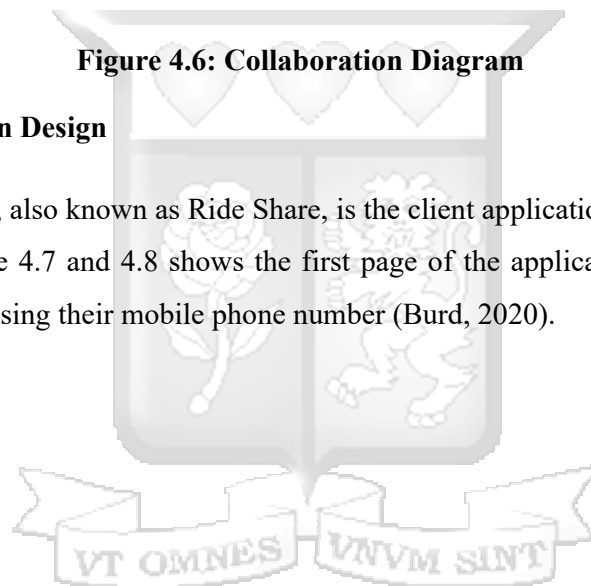 Figure 4.6: Collaboration Diagram
n Design
, also known as Ride Share, is the client application
e 4.7 and 4.8 shows the first page of the applica
sing their mobile phone number (Burd, 2020).
VT OMNES VNVM SINT